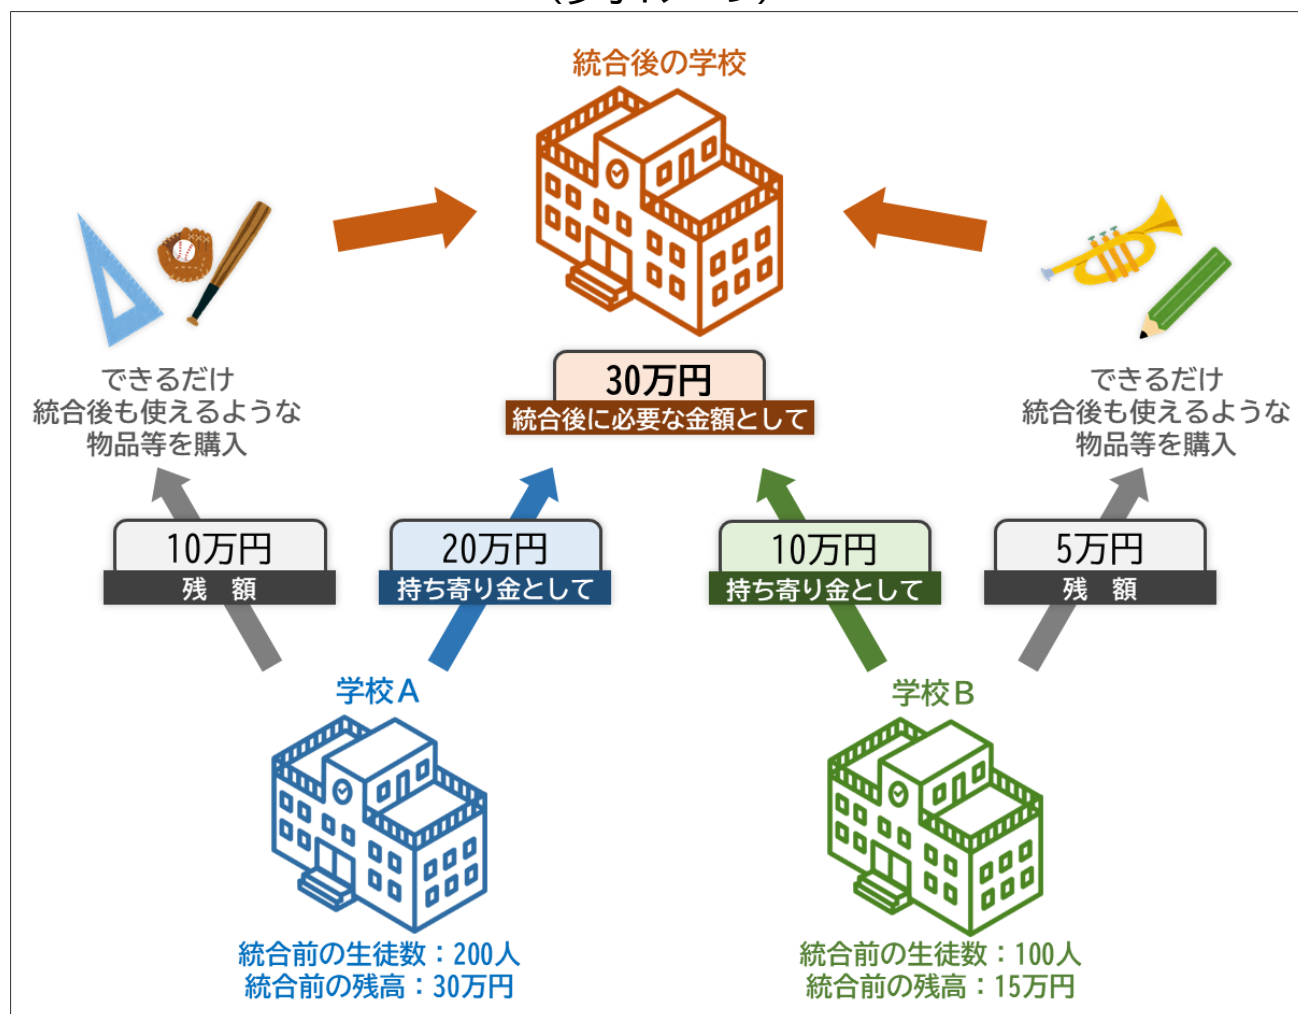 統合後の学校
できるだけ
統合後も使えるような
物品等を購入
30万円
統合後に必要な金額として
できるだけ
統合後も使えるような
物品等を購入
10万円
残 額
20万円
持ち寄り金として
10万円
持ち寄り金として
5万円
残 額
学校A
統合前の生徒数：200人
統合前の残高：30万円
学校B
統合前の生徒数：100人
統合前の残高：15万円